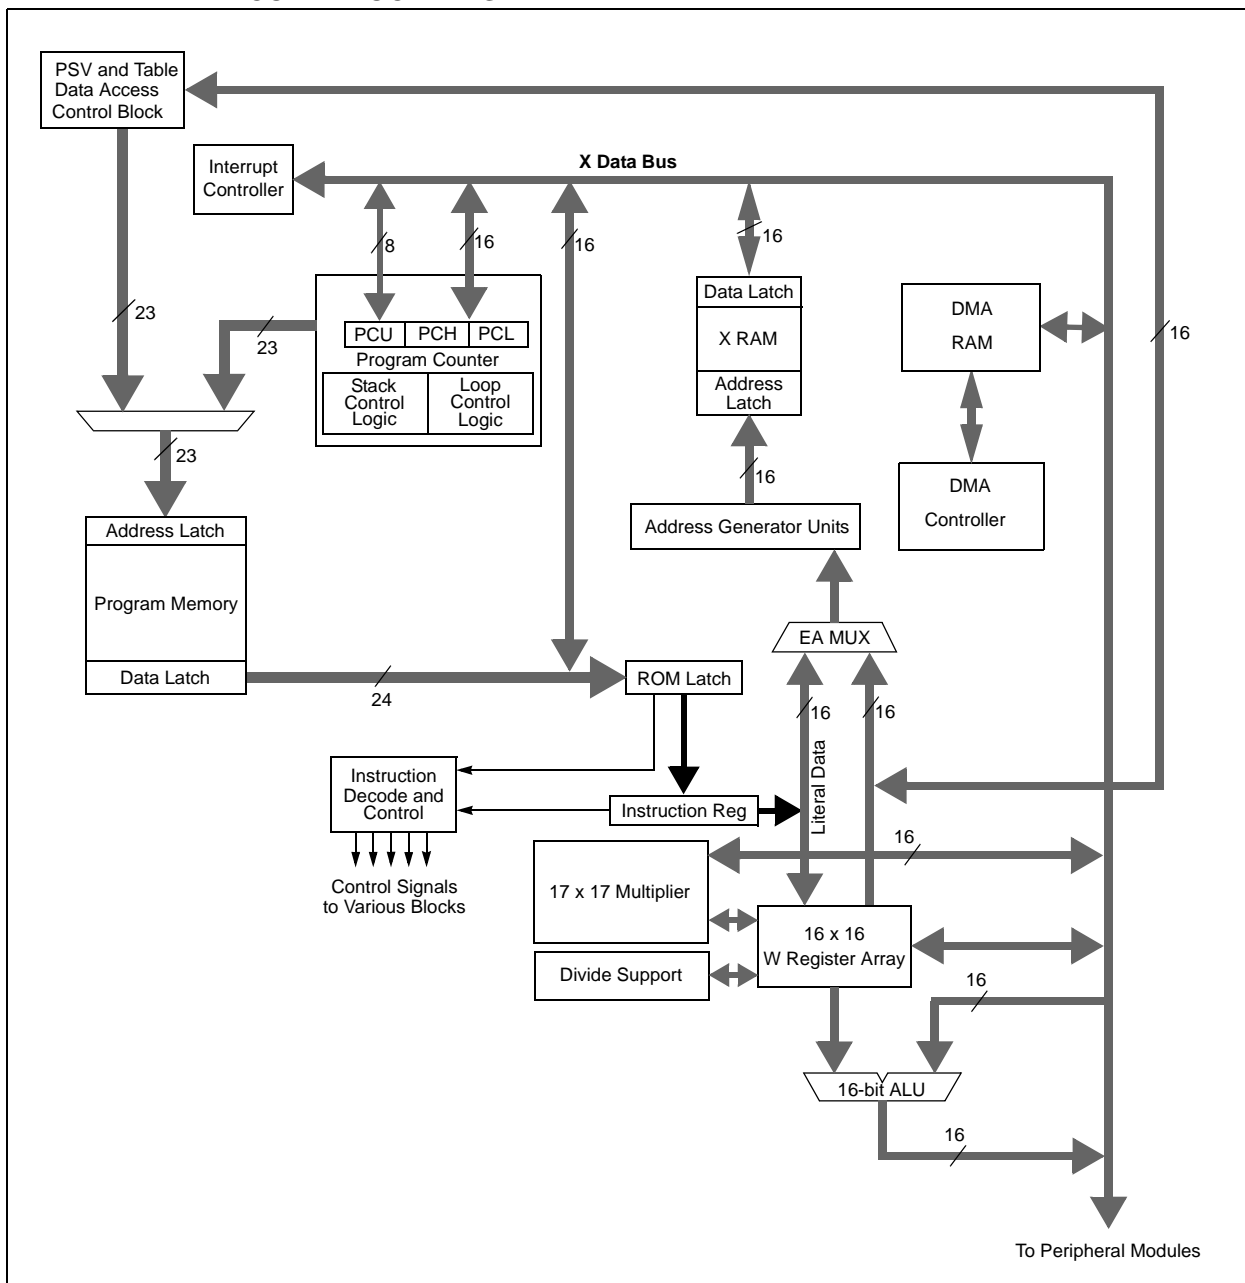 PSV and Table
Data Access
Control Block
Interrupt
Controller
X Data Bus
8
16
16
16
23
23
16
PCU
PCH
PCL
Program Counter
Stack
Control
Logic
Loop
Control
Logic
Data Latch
X RAM
Address
Latch
DMA
RAM
23
16
DMA
Controller
Address Latch
Program Memory
Data Latch
Address Generator Units
EA MUX
24
ROM Latch
16
16
Literal Data
Instruction
Decode and
Control
Instruction Reg
Control Signals
to Various Blocks
16
17 x 17 Multiplier
16 x 16
W Register Array
Divide Support
16
16-bit ALU
16
To Peripheral Modules